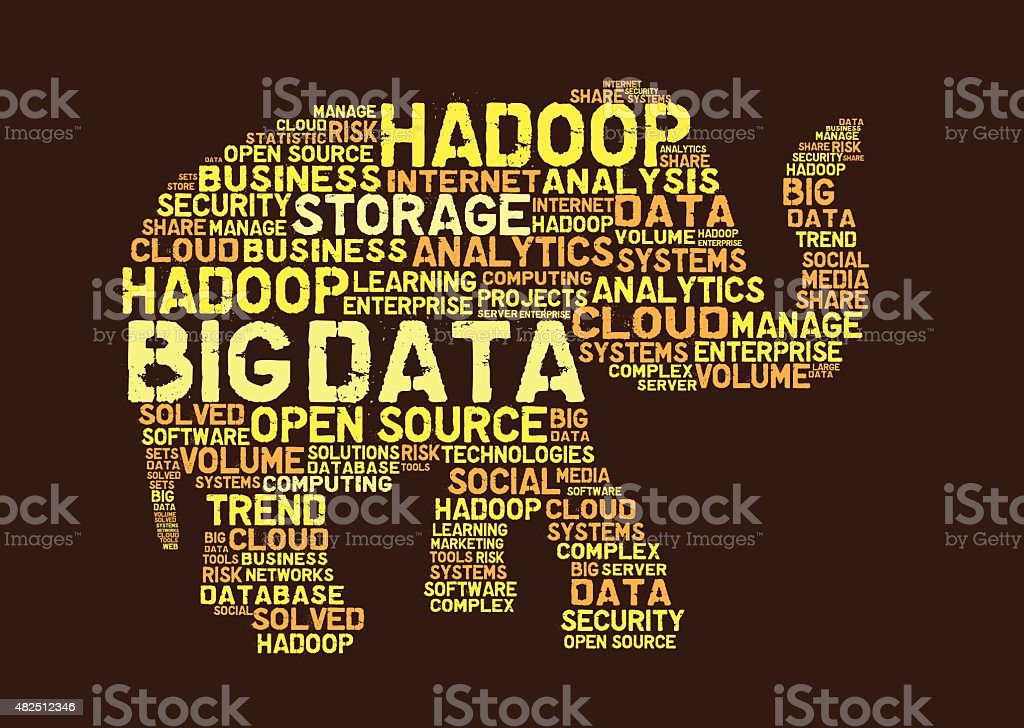 INTERNET
SHARE SECURITY SYSTEMS
MANAGE
CLOUD
STATISTIC RISK HADOOP
ANALYTICS
SHARE
DATA OPEN SOURCE
SETS
STORE
BUSINESS INTERNET ANALYSIS
SECURITY STORAGE INTERNET DATA
SHARE MANAGE HADOOP
VOLUME HADOOP
ENTERPRISE
CLOUD BUSINESS ANALYTICS SYSTEMS
HADOOP LEARNING COMPUTING ANALYTICS
ENTERPRISE PROJECTS
SERVER ENTERPRISE
DATA
BUSINESS
MANAGE
SHARE RISK
SECURITY SHARE
HADOOP
BIG
DATA
TREND
SOCIAL
MEDIA
SHARE
CLOUD MANAGE
BIG DATA SYSTEMS ENTERPRISE
COMPLEX
SERVER VOLUME LARGE
DATA
SOLVED OPEN SOURCE BIG
SOFTWARE DATA
SETS
DATA VOLUME SOLUTIONS RISK TECHNOLOGIES
DATABASE TOOLS
SOLVED
SETS SYSTEMS COMPUTING SOCIAL MEDIA
SOFTWARE
BIG
DATA TREND HADOOP CLOUD
VOLUME
SOLVED
SYSTEMS
NETWORKS
CLOUD
TOOLS
WEB
BIG
DATA CLOUD LEARNING SYSTEMS
MARKETING
TOOLS BUSINESS TOOLS RISK COMPLEX
RISK NETWORKS SYSTEMS BIG SERVER
DATABASE SOFTWARE DATA
SOCIAL SOLVED COMPLEX SECURITY
HADOOP OPEN SOURCE
iStock
by Getty Images™
482512346